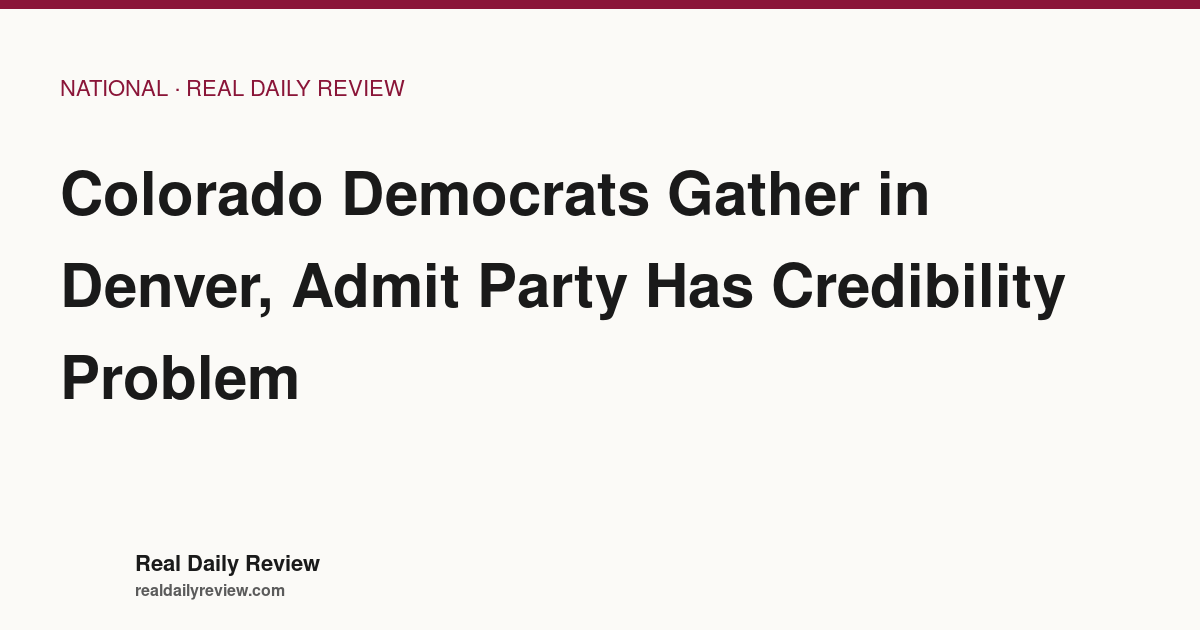 NATIONAL · REAL DAILY REVIEW
Colorado Democrats Gather in
Denver, Admit Party Has Credibility
Problem
Real Daily Review
realdailyreview.com